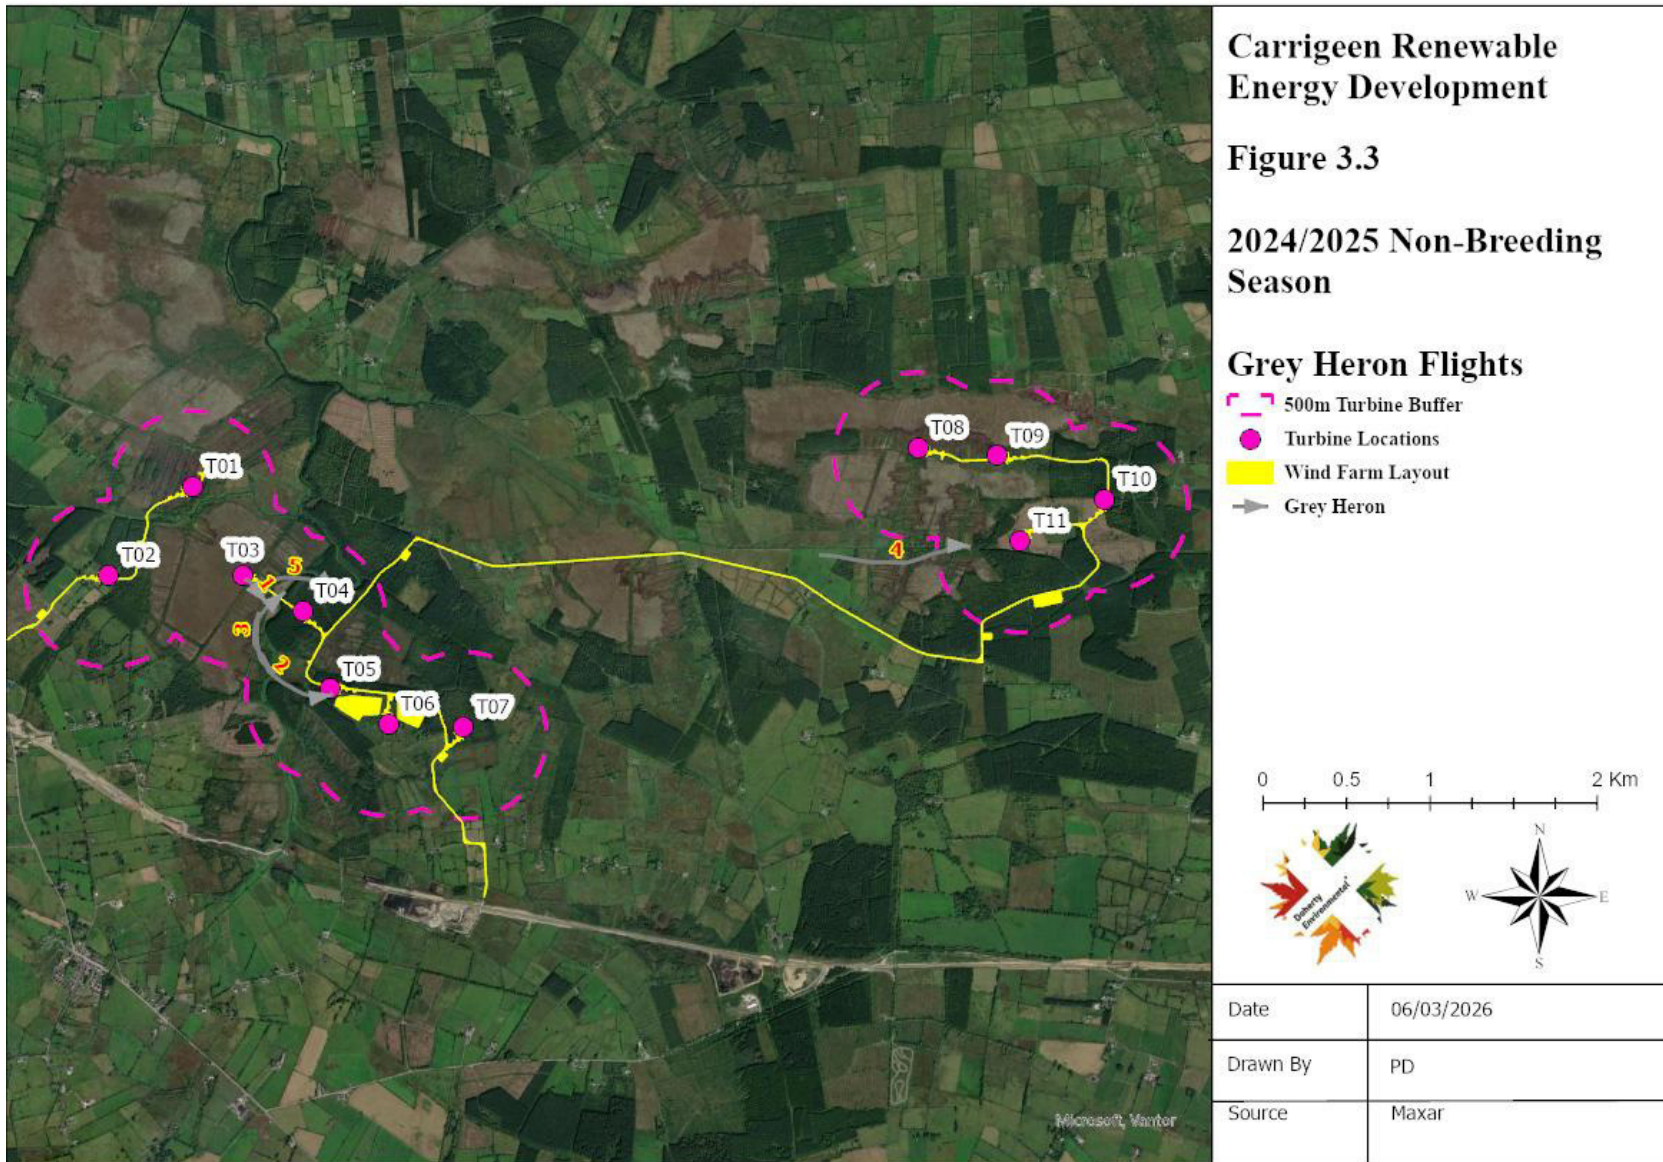 Carrigeen Renewable
Energy Development
Figure 3.3
2024/2025 Non-Breeding
Season
Grey Heron Flights
500m Turbine Buffer
Turbine Locations
Wind Farm Layout
Grey Heron
T01
T02
T03
T04
T05
T06
T07
T08
T09
T10
T11
1
5
3
2
4
0 0.5 1 2 Km
Doherty
Environmental
N
W E
S
Date 06/03/2026
Drawn By PD
Source Maxar
Microsoft, Vantor